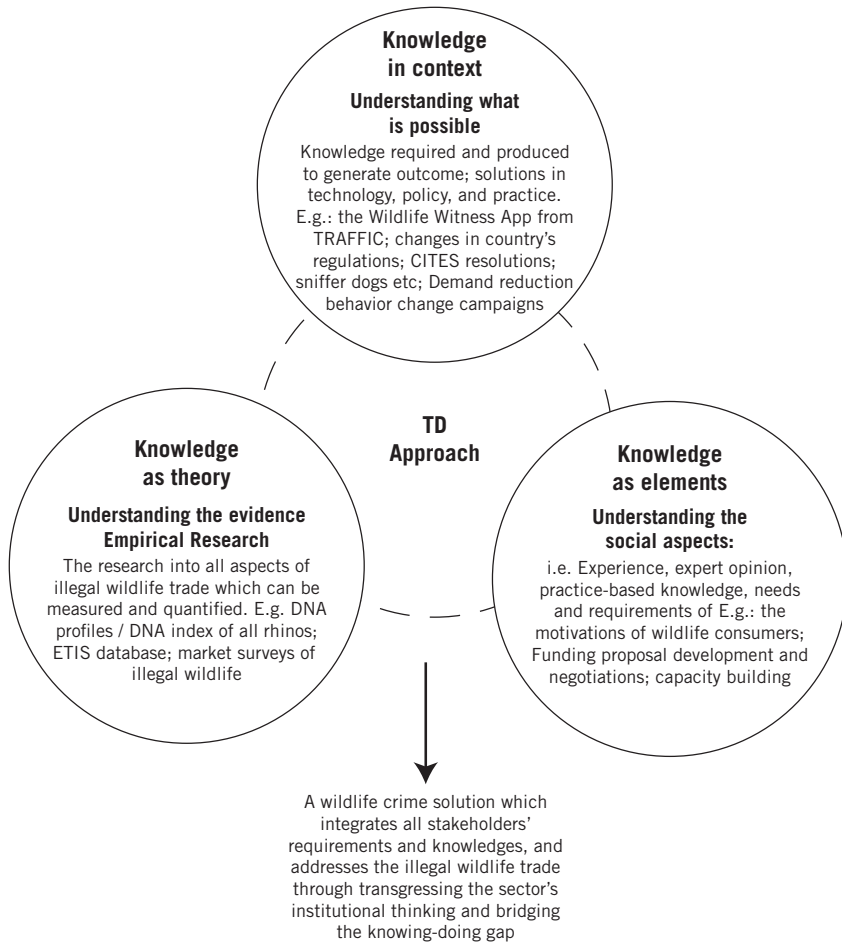 Knowledge
in context
Understanding what
is possible
Knowledge required and produced
to generate outcome; solutions in
technology, policy, and practice.
E.g.: the Wildlife Witness App from
TRAFFIC; changes in country's
regulations; CITES resolutions;
sniffer dogs etc; Demand reduction
behavior change campaigns
TD
Approach
Knowledge
as theory
Understanding the evidence
Empirical Research
The research into all aspects of
illegal wildlife trade which can be
measured and quantified. E.g. DNA
profiles / DNA index of all rhinos;
ETIS database; market surveys of
illegal wildlife
Knowledge
as elements
Understanding the
social aspects:
i.e. Experience, expert opinion,
practice-based knowledge, needs
and requirements of E.g.: the
motivations of wildlife consumers;
Funding proposal development and
negotiations; capacity building
A wildlife crime solution which
integrates all stakeholders'
requirements and knowledges, and
addresses the illegal wildlife trade
through transgressing the sector's
institutional thinking and bridging
the knowing-doing gap